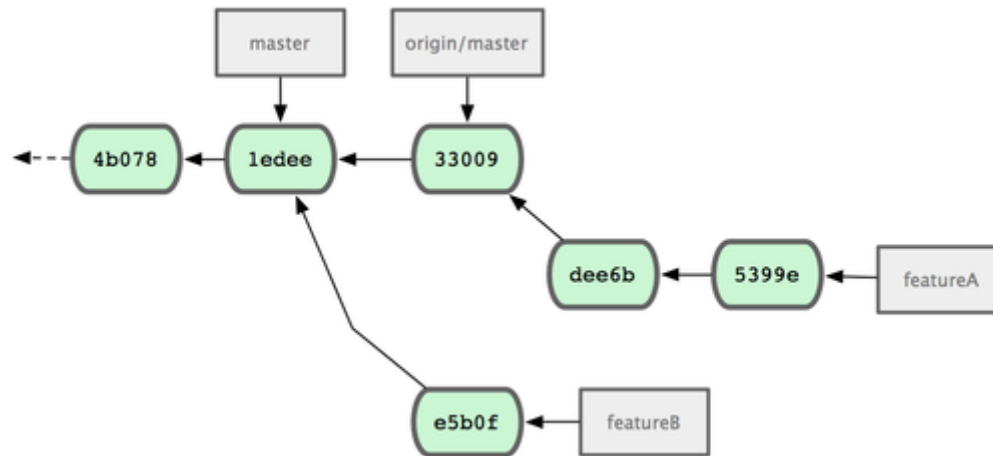 master
origin/master
4b078
1edee
33009
dee6b
5399e
featureA
e5b0f
featureB